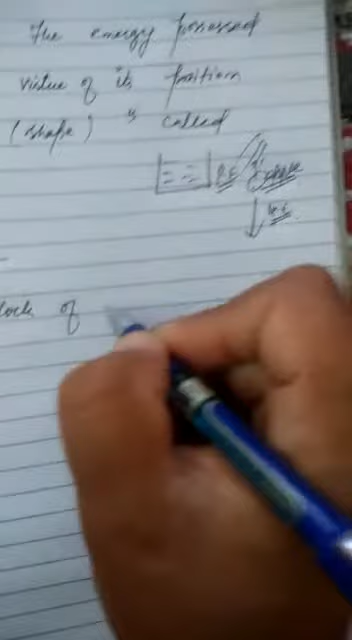 The energy possessed
virtue of its position
(shape) is called
P.E
K.E
lock of